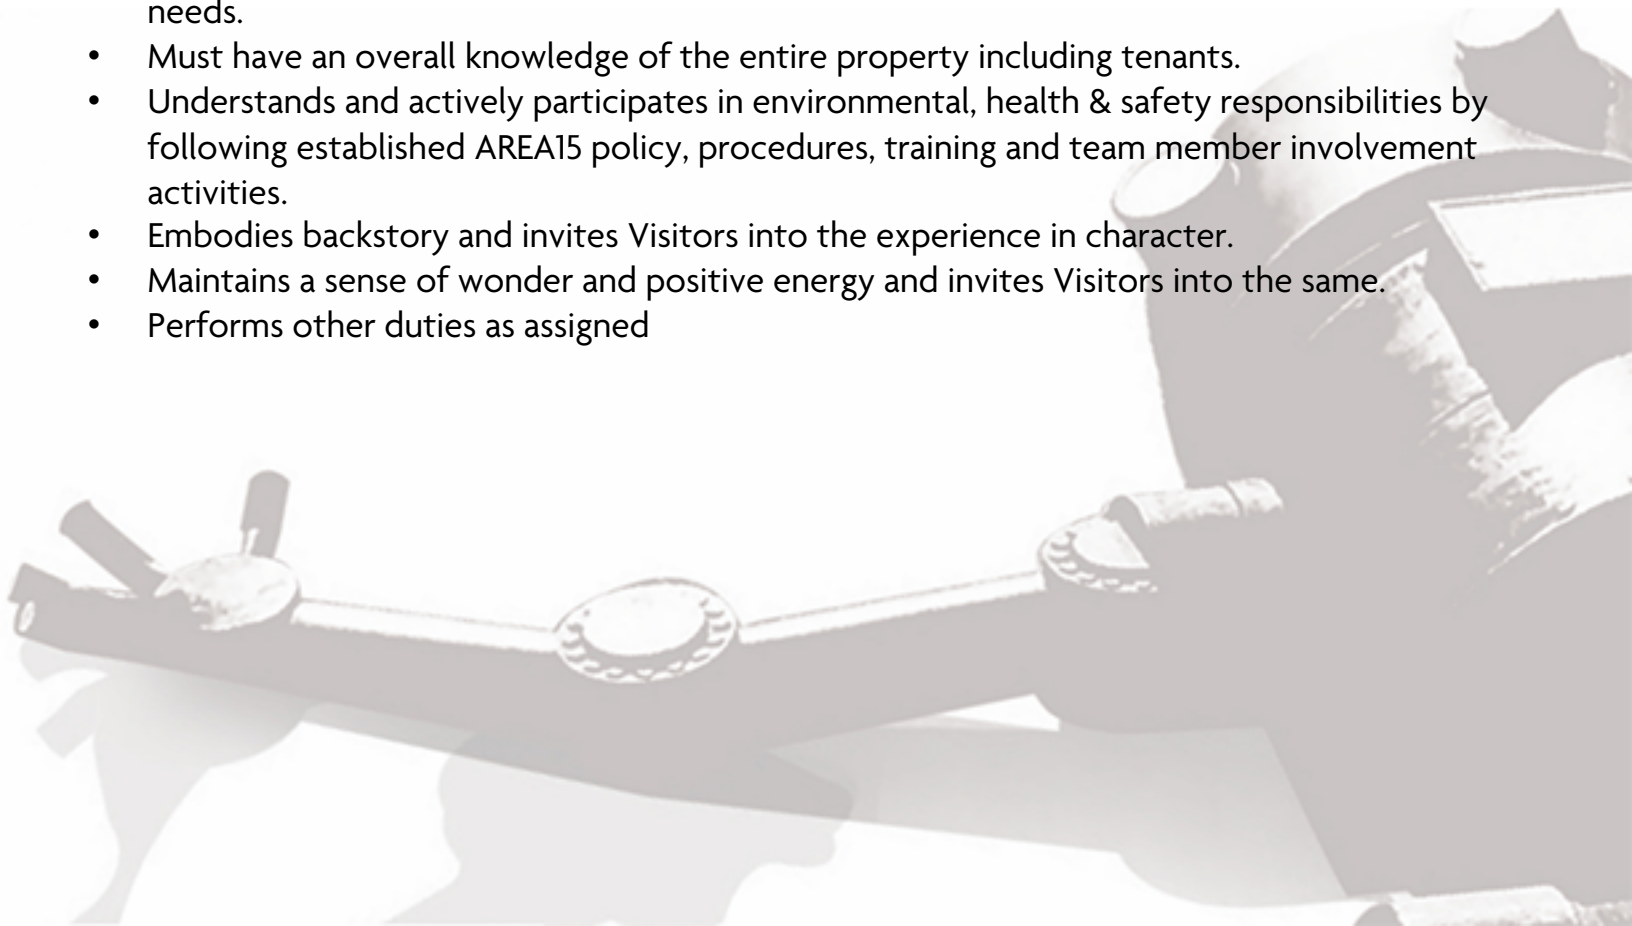 needs.
• Must have an overall knowledge of the entire property including tenants.
• Understands and actively participates in environmental, health & safety responsibilities by
following established AREA15 policy, procedures, training and team member involvement
activities.
• Embodies backstory and invites Visitors into the experience in character.
• Maintains a sense of wonder and positive energy and invites Visitors into the same.
• Performs other duties as assigned